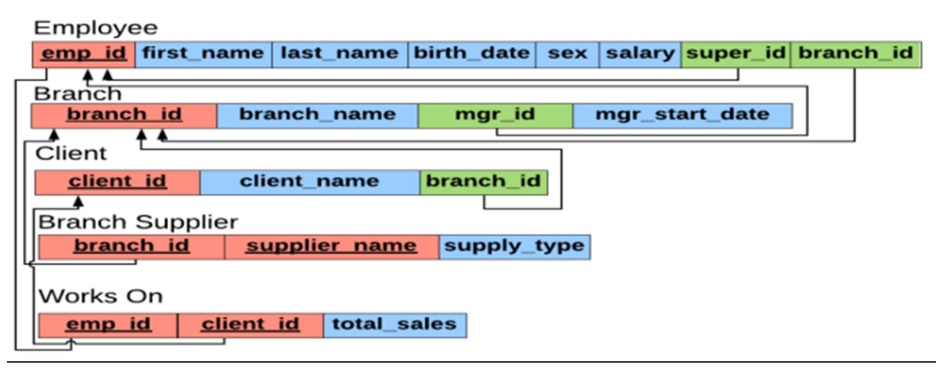 Employee
emp_id first_name last_name birth_date sex salary super_id branch_id
Branch
branch_id branch_name mgr_id mgr_start_date
Client
client_id client_name branch_id
Branch Supplier
branch_id supplier_name supply_type
Works On
emp_id client_id total_sales